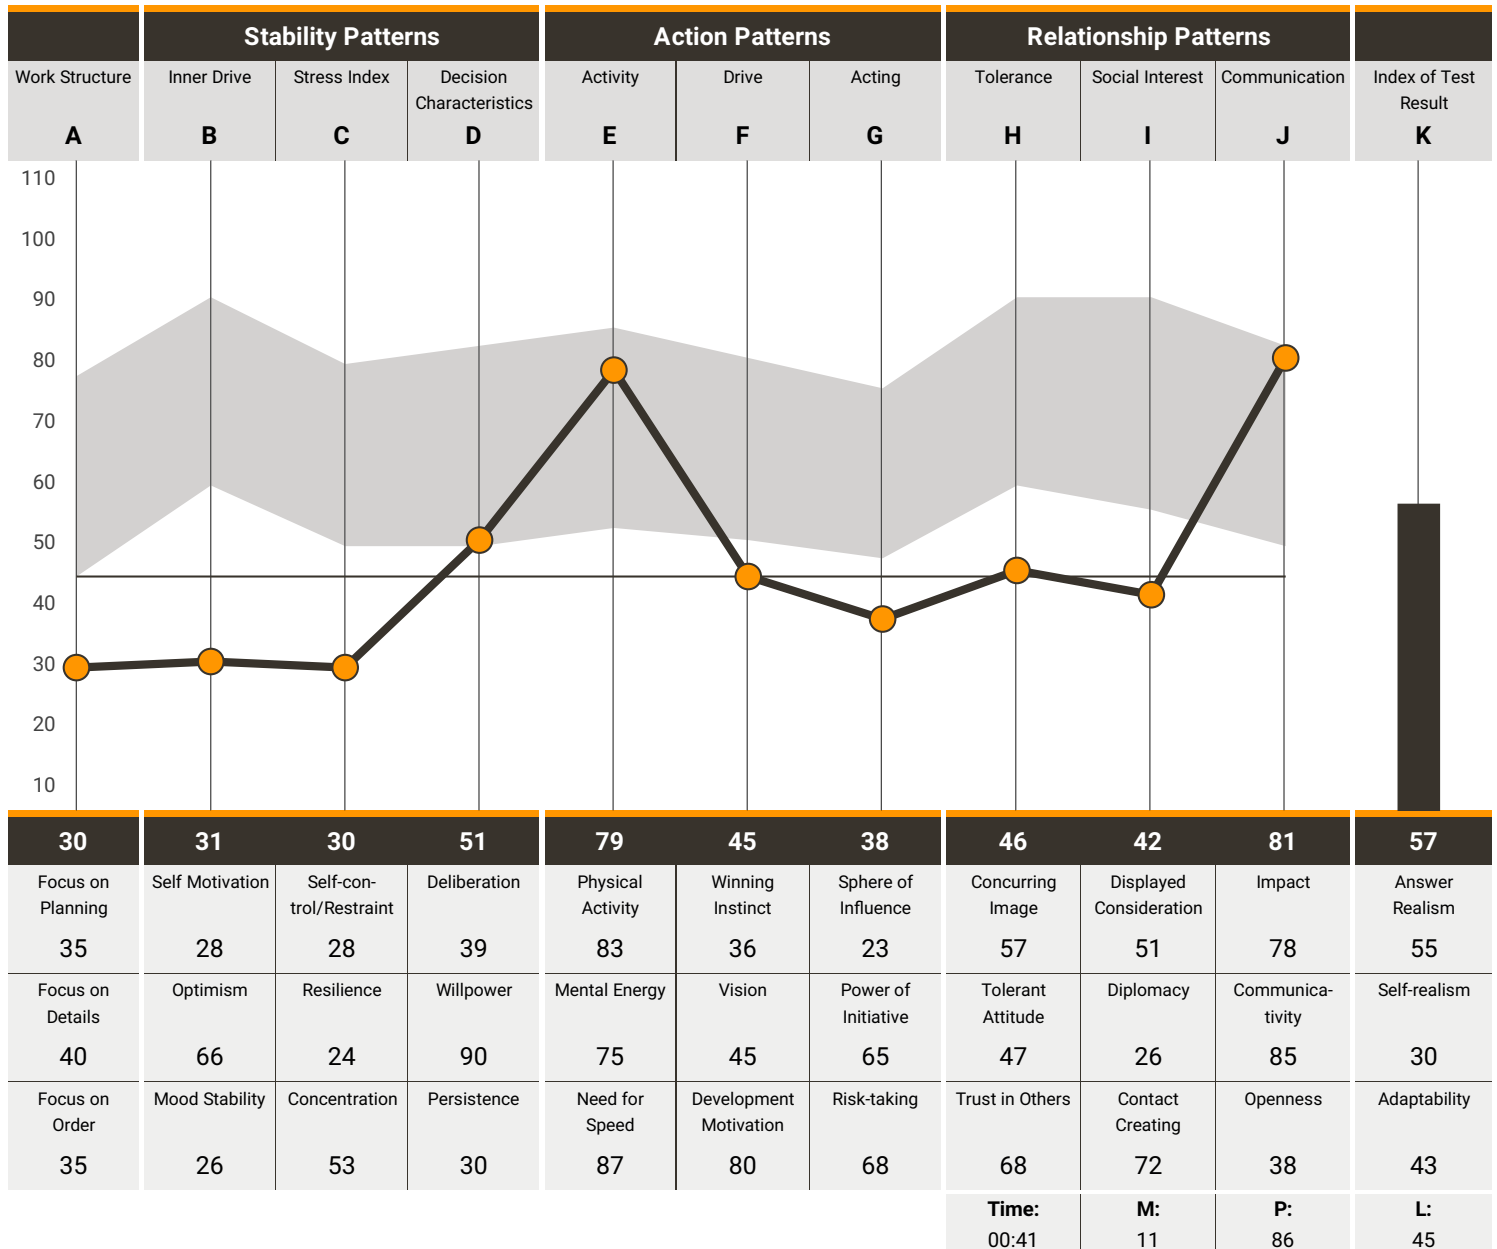 Stability Patterns Action Patterns Relationship Patterns
Work Structure Inner Drive Stress Index Decision Activity Drive Acting Tolerance Social Interest Communication Index of Test
Characteristics Result
A B C D E F G H I J K
110
100
90
80
70
60
50
40
30
20
10
30 31 30 51 79 45 38 46 42 81 57
Focus on Self Motivation Self-con- Deliberation Physical Winning Sphere of Concurring Displayed Impact Answer
Planning trol/Restraint Activity Instinct Influence Image Consideration Realism
35 28 28 39 83 36 23 57 51 78 55
Focus on Optimism Resilience Willpower Mental Energy Vision Power of Tolerant Diplomacy Communica- Self-realism
Details Initiative Attitude tivity
40 66 24 90 75 45 65 47 26 85 30
Focus on Mood Stability Concentration Persistence Need for Development Risk-taking Trust in Others Contact Openness Adaptability
Order Speed Motivation Creating
35 26 53 30 87 80 68 68 72 38 43
Time: M: P: L:
00:41 11 86 45